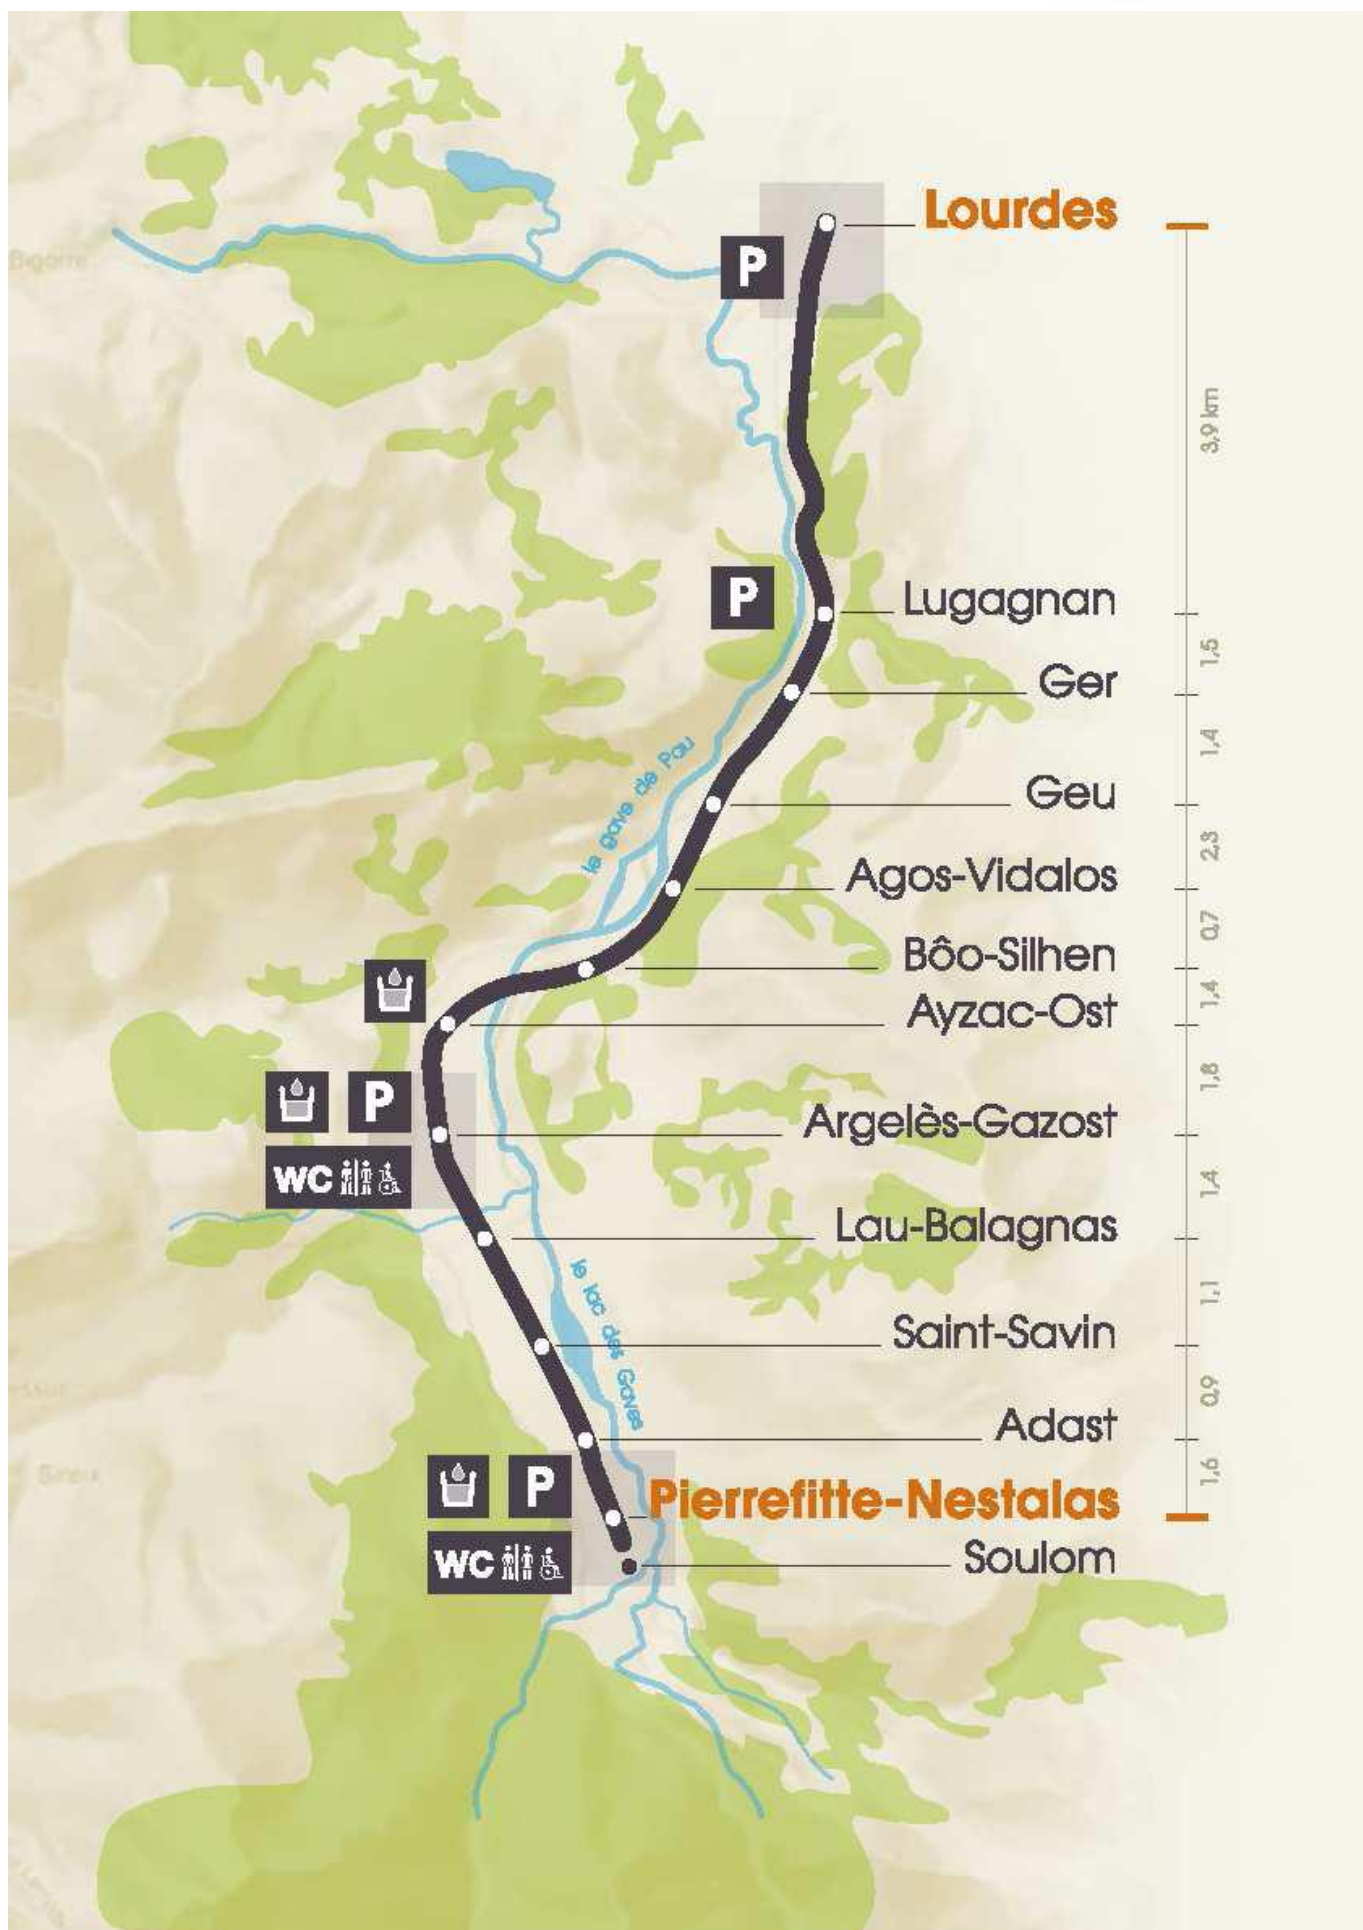 Lourdes
Bigorre
P
3,9 km
P
Lugagnan
1,5
Ger
1,4
le gave de Pau
Geu
2,3
Agos-Vidalos
0,7
Bôo-Silhen
1,4
Ayzac-Ost
1,8
P
Argelès-Gazost
WC
1,4
Lau-Balagnas
1,1
le lac des Gaves
Saint-Savin
0,9
Adast
1,6
P
Pierrefitte-Nestalas
WC
Soulom